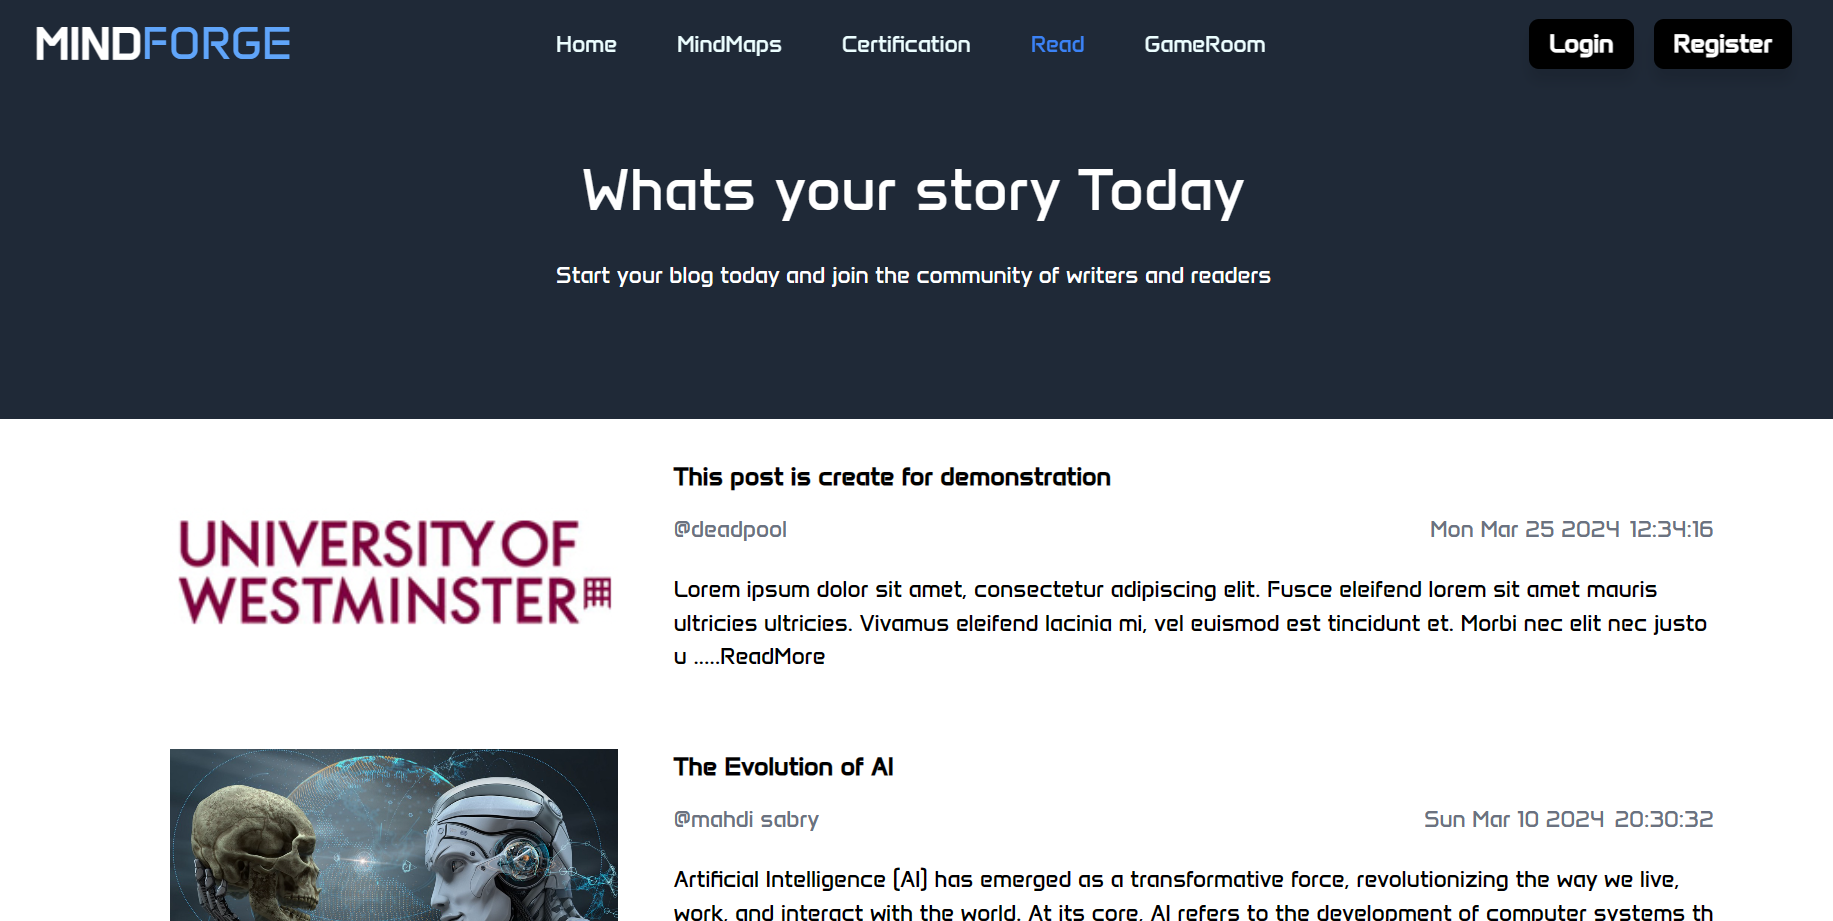 MINDFORGE
Home MindMaps Certification Read GameRoom
Login Register
Whats your story Today
Start your blog today and join the community of writers and readers
UNIVERSITY OF
WESTMINSTER
This post is create for demonstration
@deadpool Mon Mar 25 2024 12:34:16
Lorem ipsum dolor sit amet, consectetur adipiscing elit. Fusce eleifend lorem sit amet mauris
ultricies ultricies. Vivamus eleifend lacinia mi, vel euismod est tincidunt et. Morbi nec elit nec justo
u .....ReadMore
The Evolution of AI
@mahdi sabry Sun Mar 10 2024 20:30:32
Artificial Intelligence (AI) has emerged as a transformative force, revolutionizing the way we live,
work, and interact with the world. At its core, AI refers to the development of computer systems th